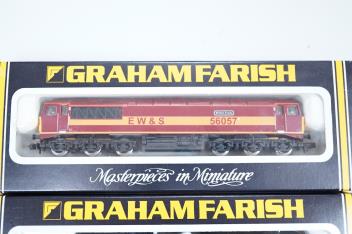 GRAHAM FARISH
EW&S
56057
Masterpieces in Miniature
GRAHAM FARISH